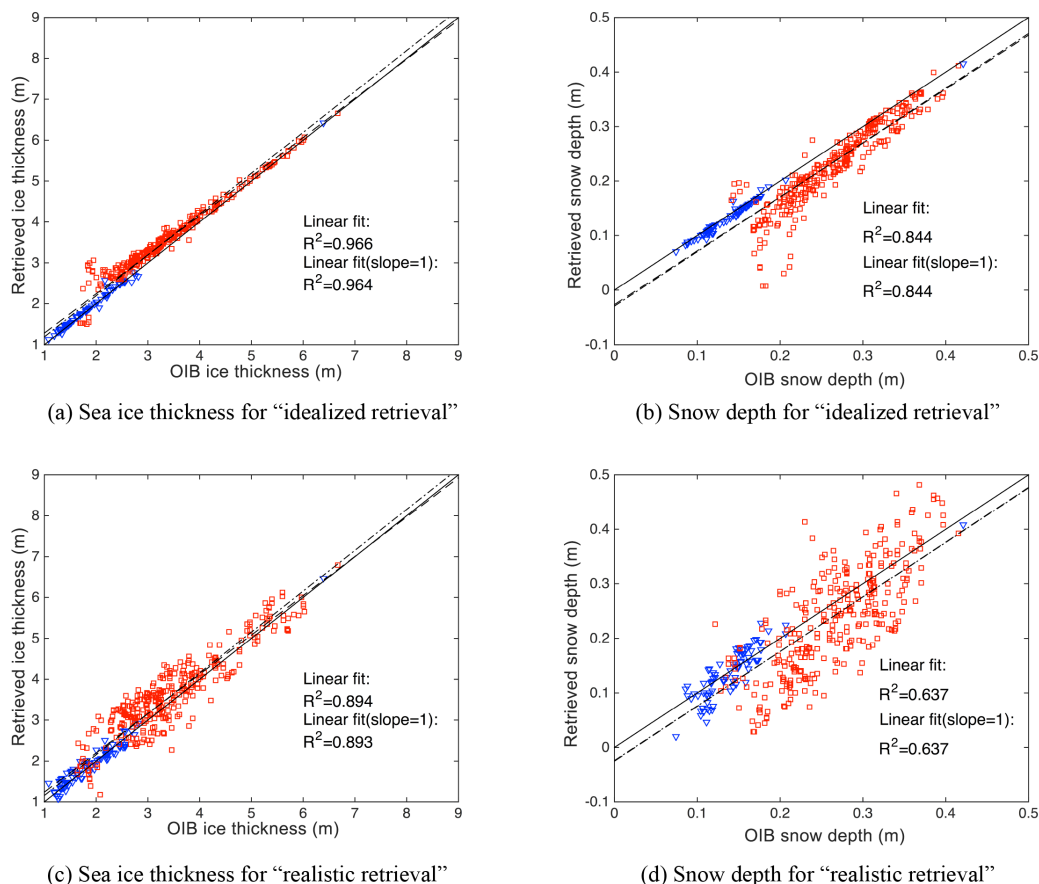 9
8
7
6
5
4
3
2
1
Retrieved ice thickness (m)
Linear fit:
R²=0.966
Linear fit(slope=1):
R²=0.964
1 2 3 4 5 6 7 8 9
OIB ice thickness (m)
(a) Sea ice thickness for “idealized retrieval”
0.5
0.4
0.3
0.2
0.1
0
-0.1
Retrieved snow depth (m)
Linear fit:
R²=0.844
Linear fit(slope=1):
R²=0.844
0 0.1 0.2 0.3 0.4 0.5
OIB snow depth (m)
(b) Snow depth for “idealized retrieval”
9
8
7
6
5
4
3
2
1
Retrieved ice thickness (m)
Linear fit:
R²=0.894
Linear fit(slope=1):
R²=0.893
1 2 3 4 5 6 7 8 9
OIB ice thickness (m)
(c) Sea ice thickness for “realistic retrieval”
0.5
0.4
0.3
0.2
0.1
0
-0.1
Retrieved snow depth (m)
Linear fit:
R²=0.637
Linear fit(slope=1):
R²=0.637
0 0.1 0.2 0.3 0.4 0.5
OIB snow depth (m)
(d) Snow depth for “realistic retrieval”